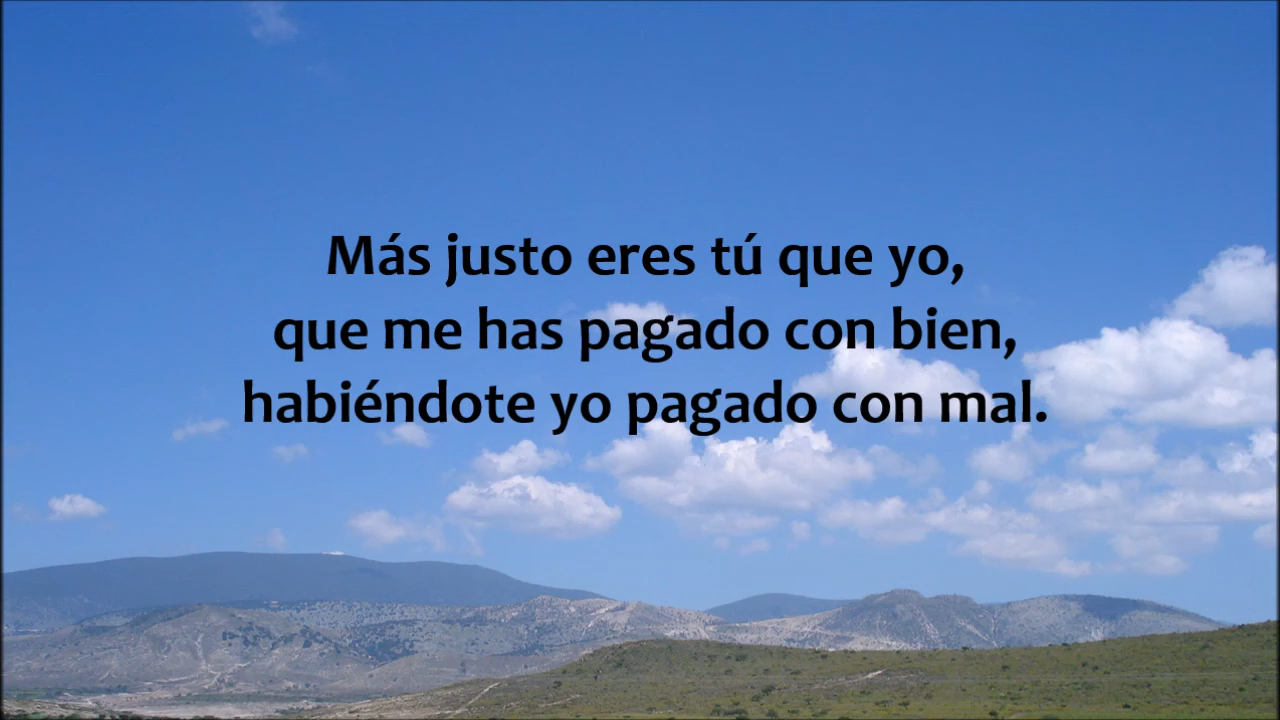 Más justo eres tú que yo,
que me has pagado con bien,
habiéndote yo pagado con mal.